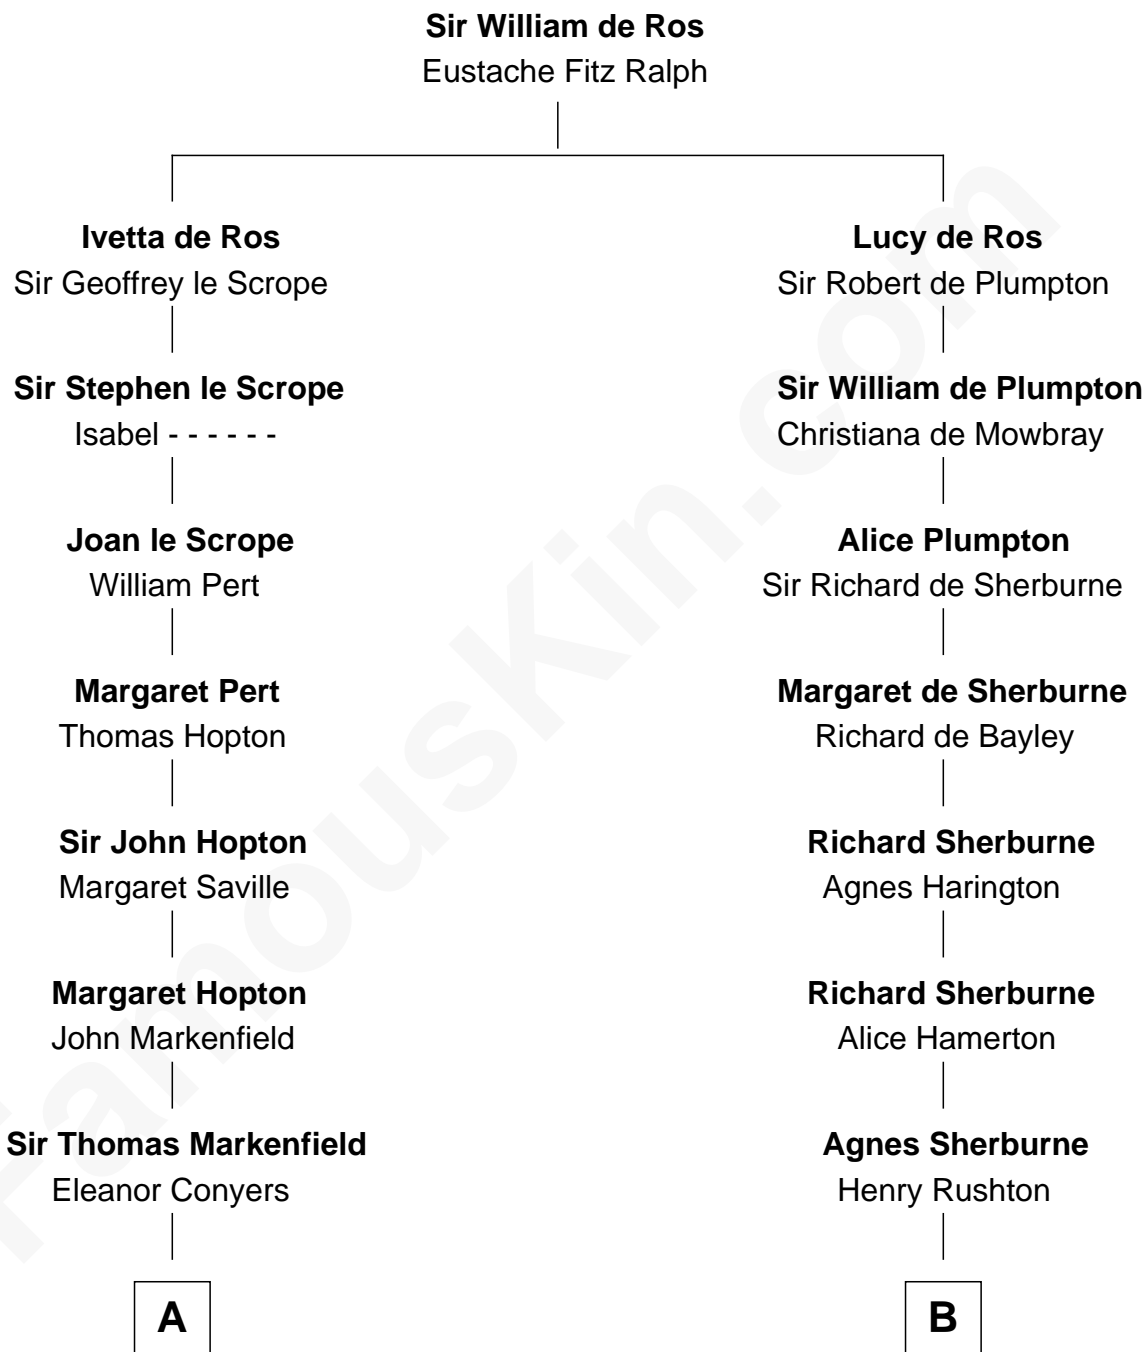 Sir William de Ros
Eustache Fitz Ralph
Ivetta de Ros
Sir Geoffrey le Scrope
Sir Stephen le Scrope
Isabel - - - - - -
Joan le Scrope
William Pert
Margaret Pert
Thomas Hopton
Sir John Hopton
Margaret Saville
Margaret Hopton
John Markenfield
Sir Thomas Markenfield
Eleanor Conyers
A
Lucy de Ros
Sir Robert de Plumpton
Sir William de Plumpton
Christiana de Mowbray
Alice Plumpton
Sir Richard de Sherburne
Margaret de Sherburne
Richard de Bayley
Richard Sherburne
Agnes Harington
Richard Sherburne
Alice Hamerton
Agnes Sherburne
Henry Rushton
B
FamousKin.com